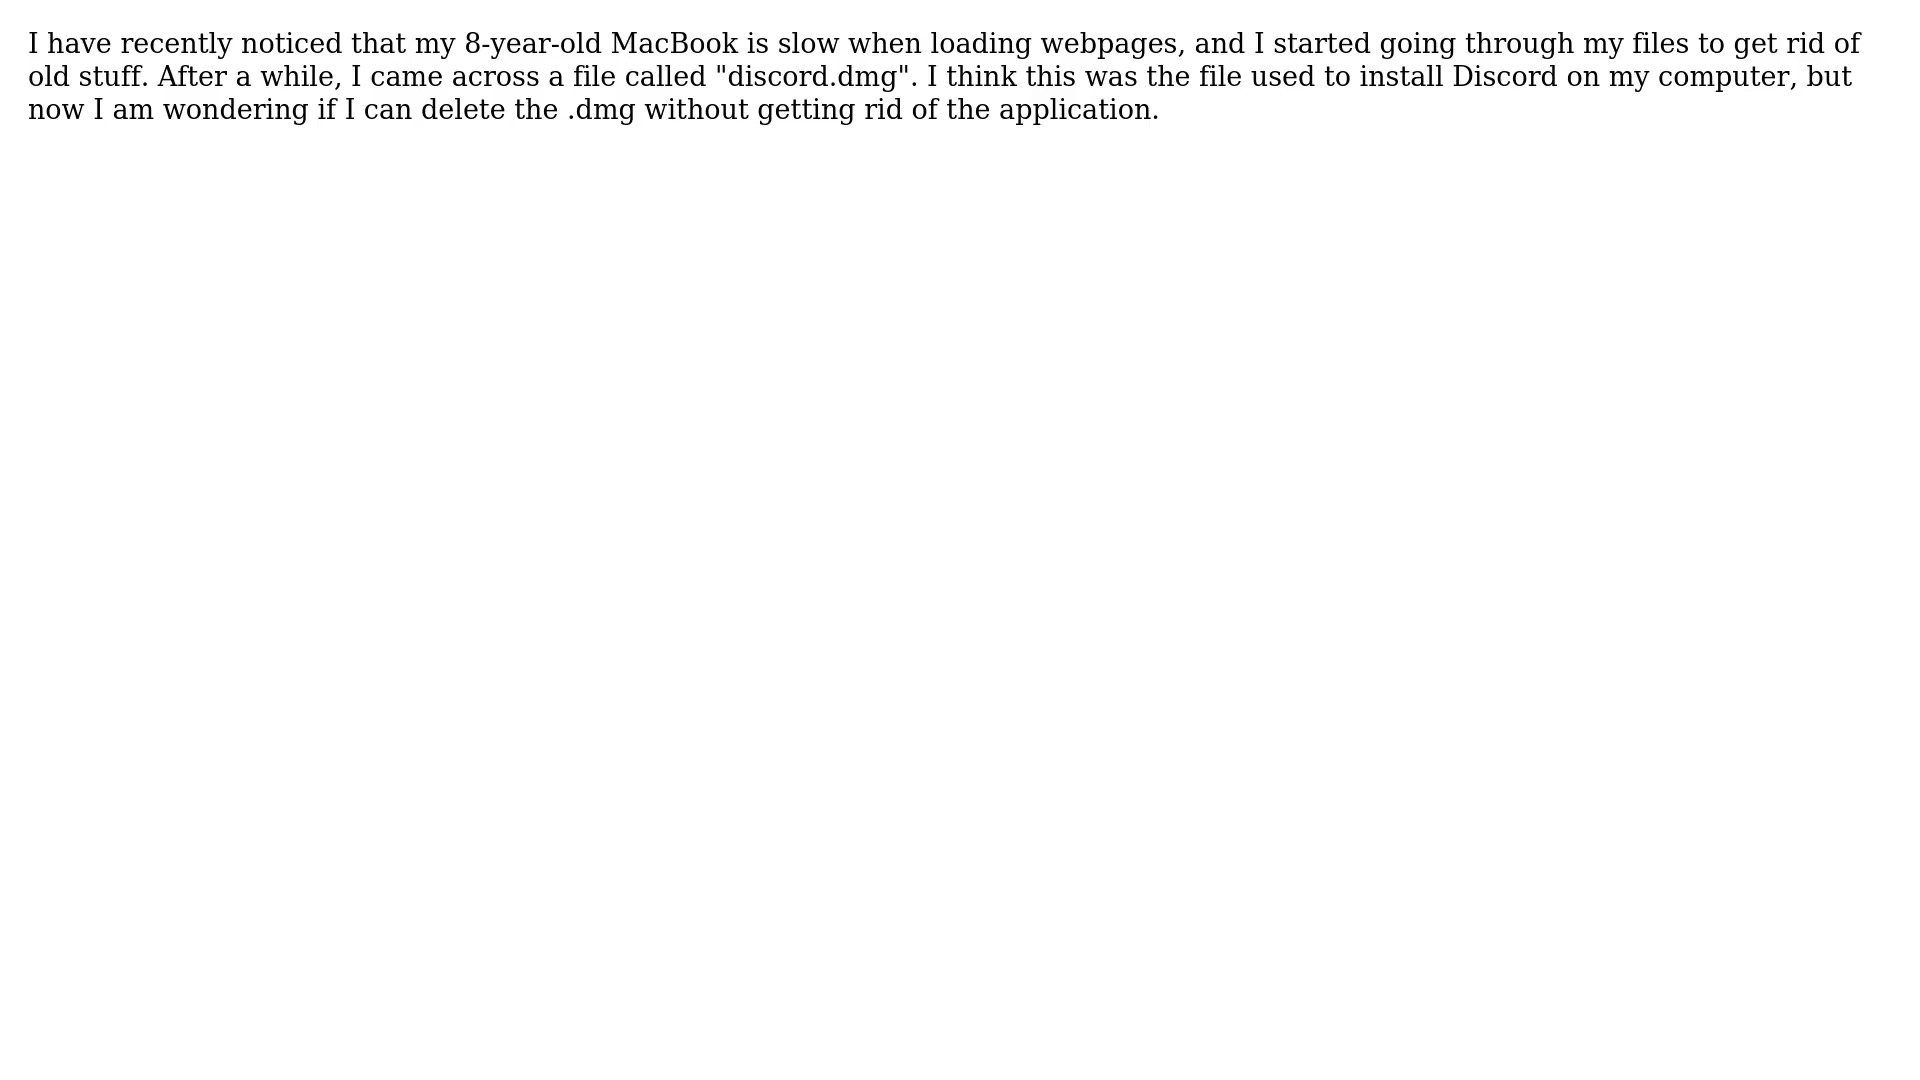 I have recently noticed that my 8-year-old MacBook is slow when loading webpages, and I started going through my files to get rid of
old stuff. After a while, I came across a file called "discord.dmg". I think this was the file used to install Discord on my computer, but
now I am wondering if I can delete the .dmg without getting rid of the application.